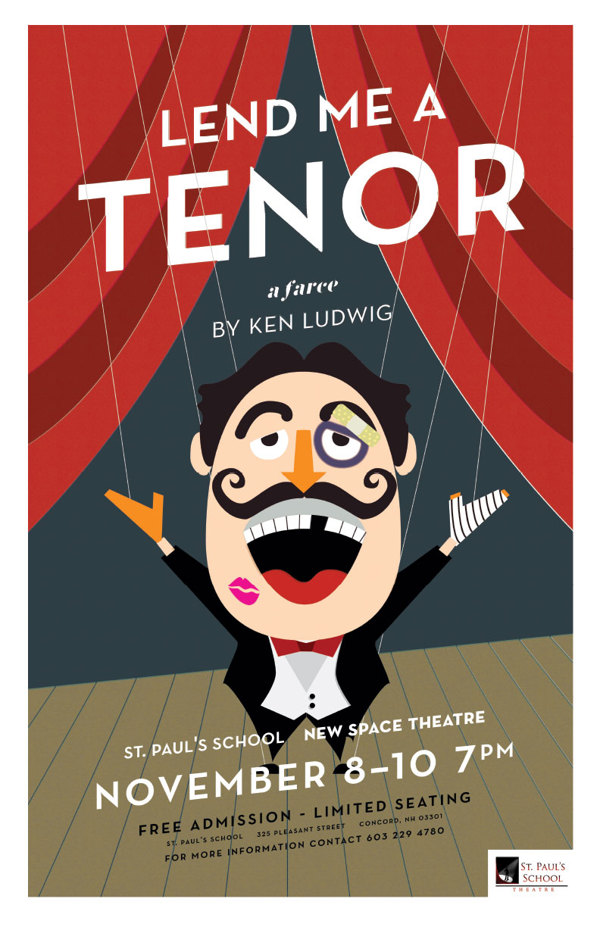 LEND ME A
TENOR
a farce
BY KEN LUDWIG
ST. PAUL'S SCHOOL NEW SPACE THEATRE
NOVEMBER 8–10 7PM
FREE ADMISSION - LIMITED SEATING
ST. PAUL'S SCHOOL 325 PLEASANT STREET CONCORD, NH 03301
FOR MORE INFORMATION CONTACT 603 229 4780
ST. PAUL'S
SCHOOL
THEATRE